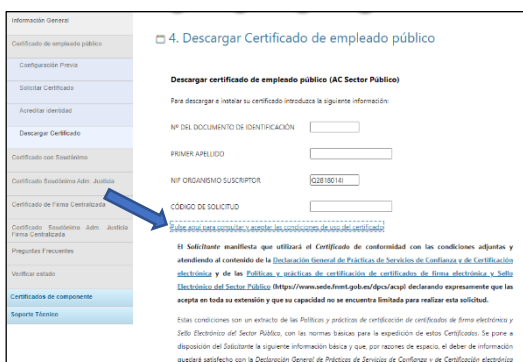 Información General
Certificado de empleado público
Configuración Previa
Solicitar Certificado
Acreditar Identidad
Descargar Certificado
Certificado con Seudónimo
Certificado Seudónimo Adm. Justicia
Certificado de Firma Centralizada
Certificado Seudónimo Adm. Justicia
Firma Centralizada
Preguntas Frecuentes
Verificar estado
Certificados de componente
Soporte Técnico
4. Descargar Certificado de empleado público
Descargar certificado de empleado público (AC Sector Público)
Para descargar e instalar su certificado introduzca la siguiente información:
Nº DEL DOCUMENTO DE IDENTIFICACIÓN
PRIMER APELLIDO
NIF ORGANISMO SUSCRIPTOR Q2818014I
CÓDIGO DE SOLICITUD
Pulse aquí para consultar y aceptar las condiciones de uso del certificado
El Solicitante manifiesta que utilizará el Certificado de conformidad con las condiciones adjuntas y
atendiendo al contenido de la Declaración General de Prácticas de Servicios de Confianza y de Certificación
electrónica y de las Políticas y prácticas de certificación de certificados de firma electrónica y Sello
Electrónico del Sector Público (https://www.sede.fnmt.gob.es/dpcs/acsp) declarando expresamente que las
acepta en toda su extensión y que su capacidad no se encuentra limitada para realizar esta solicitud.
Estas condiciones son un extracto de las Políticas y prácticas de certificación de certificados de firma electrónica y
Sello Electrónico del Sector Público, con las normas básicas para la expedición de estos Certificados. Se pone a
disposición del Solicitante la siguiente información básica y que, por razones de espacio, el deber de información
quedará satisfecho con la Declaración General de Prácticas de Servicios de Confianza y de Certificación electrónica